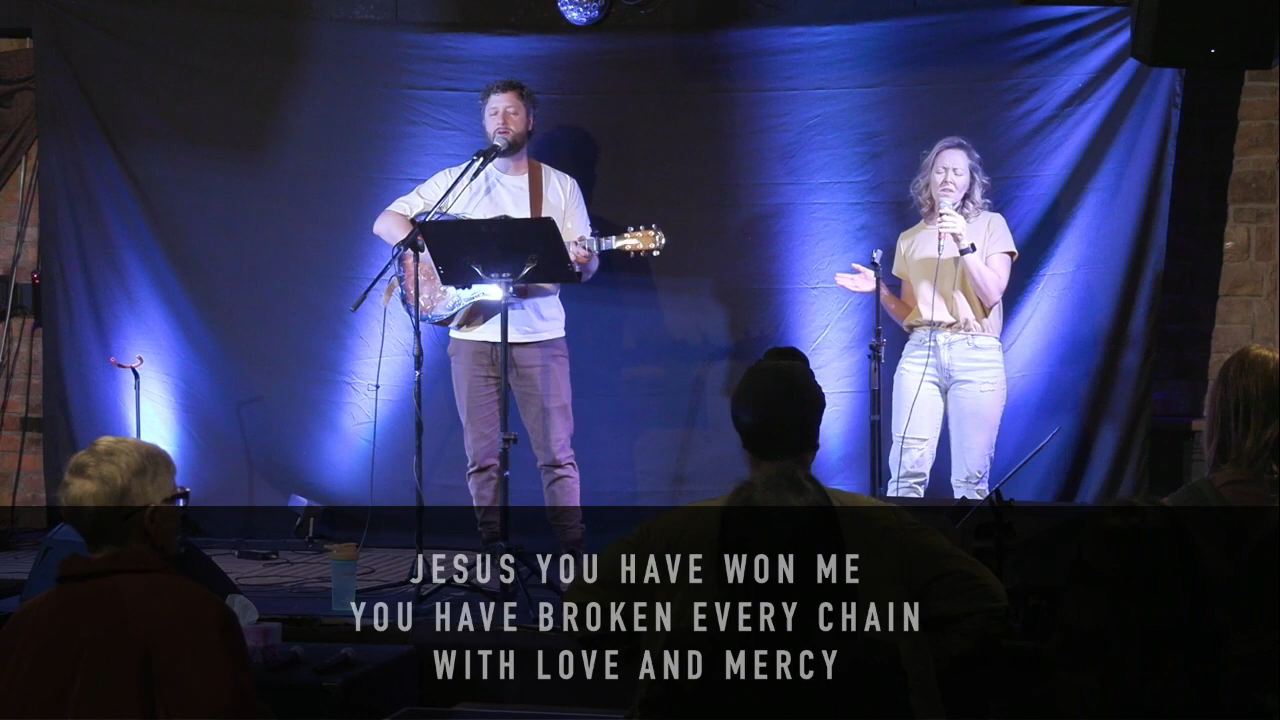 JESUS YOU HAVE WON ME
YOU HAVE BROKEN EVERY CHAIN
WITH LOVE AND MERCY